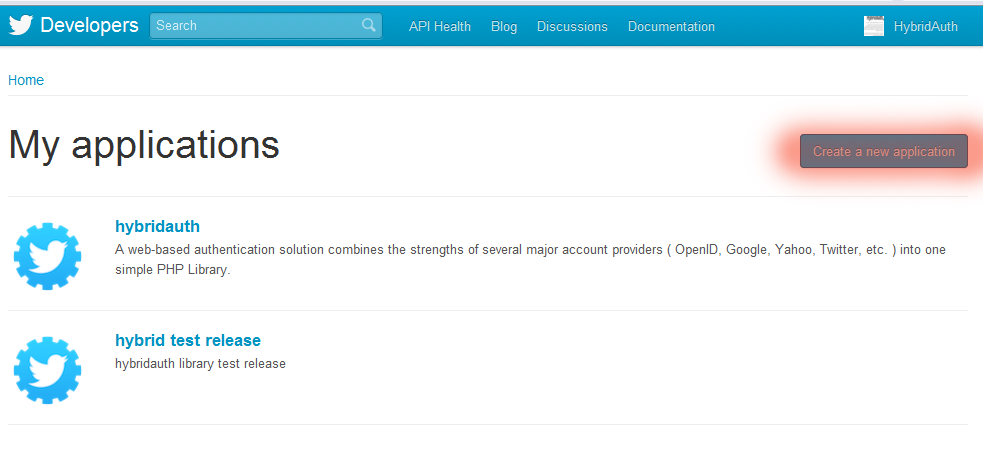 Developers Search API Health Blog Discussions Documentation HybridAuth
Home
My applications
Create a new application
hybridauth
A web-based authentication solution combines the strengths of several major account providers ( OpenID, Google, Yahoo, Twitter, etc. ) into one
simple PHP Library.
hybrid test release
hybridauth library test release